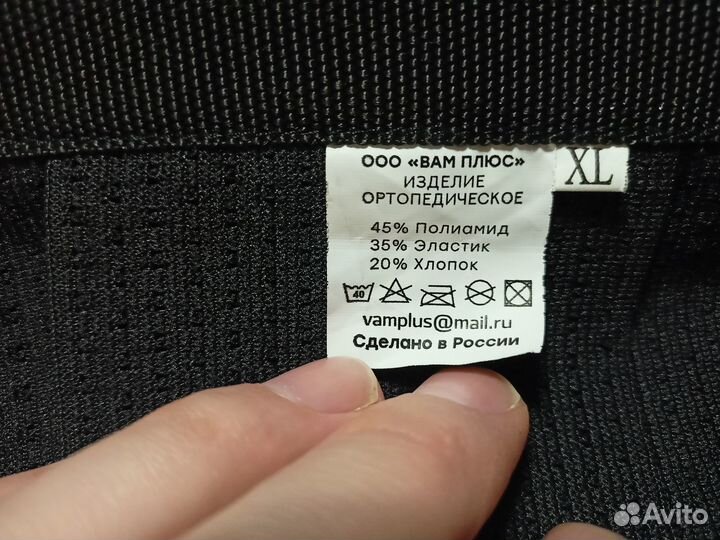 ООО «ВАМ ПЛЮС»
ИЗДЕЛИЕ
ОРТОПЕДИЧЕСКОЕ
45% Полиамид
35% Эластик
20% Хлопок
40
vamplus@mail.ru
Сделано в России
XL
Avito